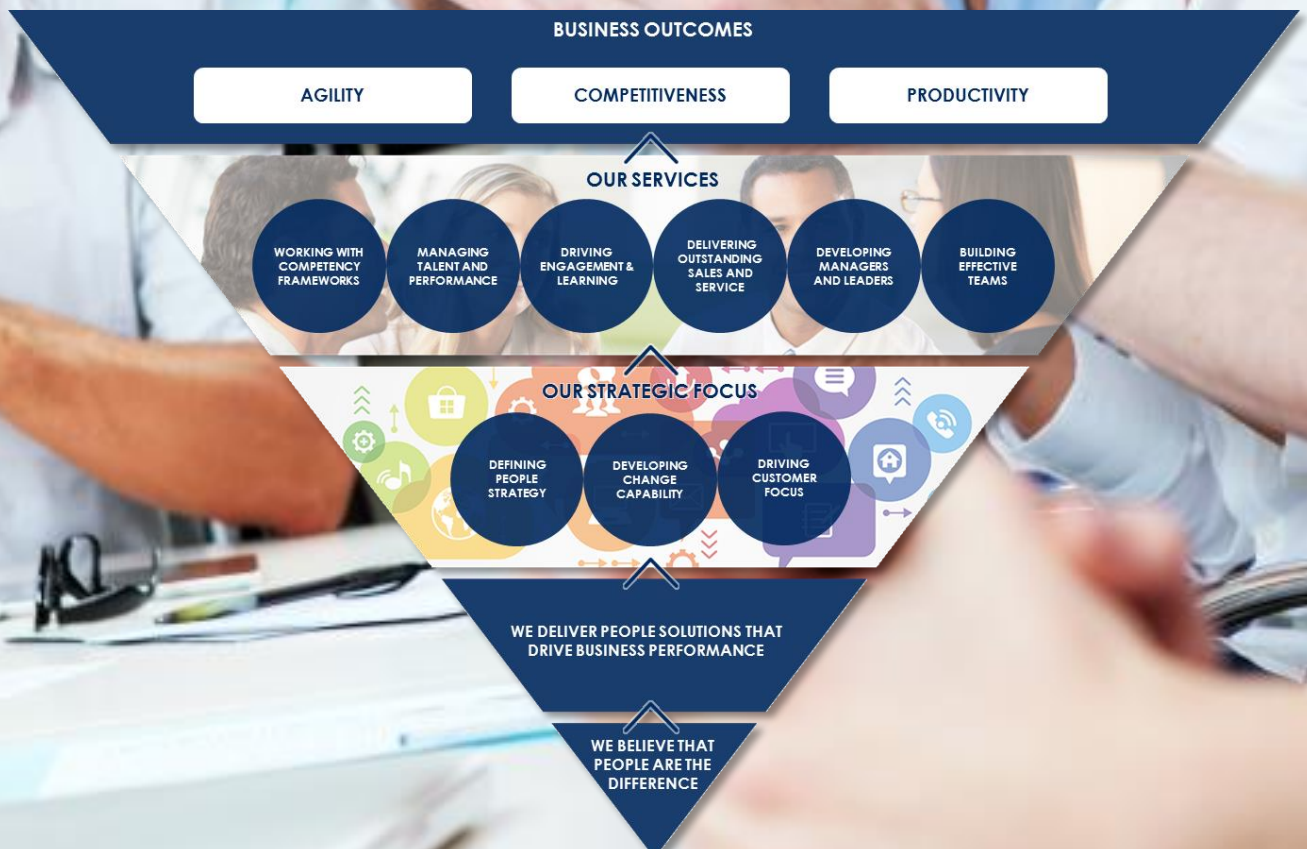 BUSINESS OUTCOMES
AGILITY
COMPETITIVENESS
PRODUCTIVITY
OUR SERVICES
WORKING WITH
COMPETENCY
FRAMEWORKS
MANAGING
TALENT AND
PERFORMANCE
DRIVING
ENGAGEMENT &
LEARNING
DELIVERING
OUTSTANDING
SALES AND
SERVICE
DEVELOPING
MANAGERS
AND LEADERS
BUILDING
EFFECTIVE
TEAMS
OUR STRATEGIC FOCUS
DEFINING
PEOPLE
STRATEGY
DEVELOPING
CHANGE
CAPABILITY
DRIVING
CUSTOMER
FOCUS
WE DELIVER PEOPLE SOLUTIONS THAT
DRIVE BUSINESS PERFORMANCE
WE BELIEVE THAT
PEOPLE ARE THE
DIFFERENCE